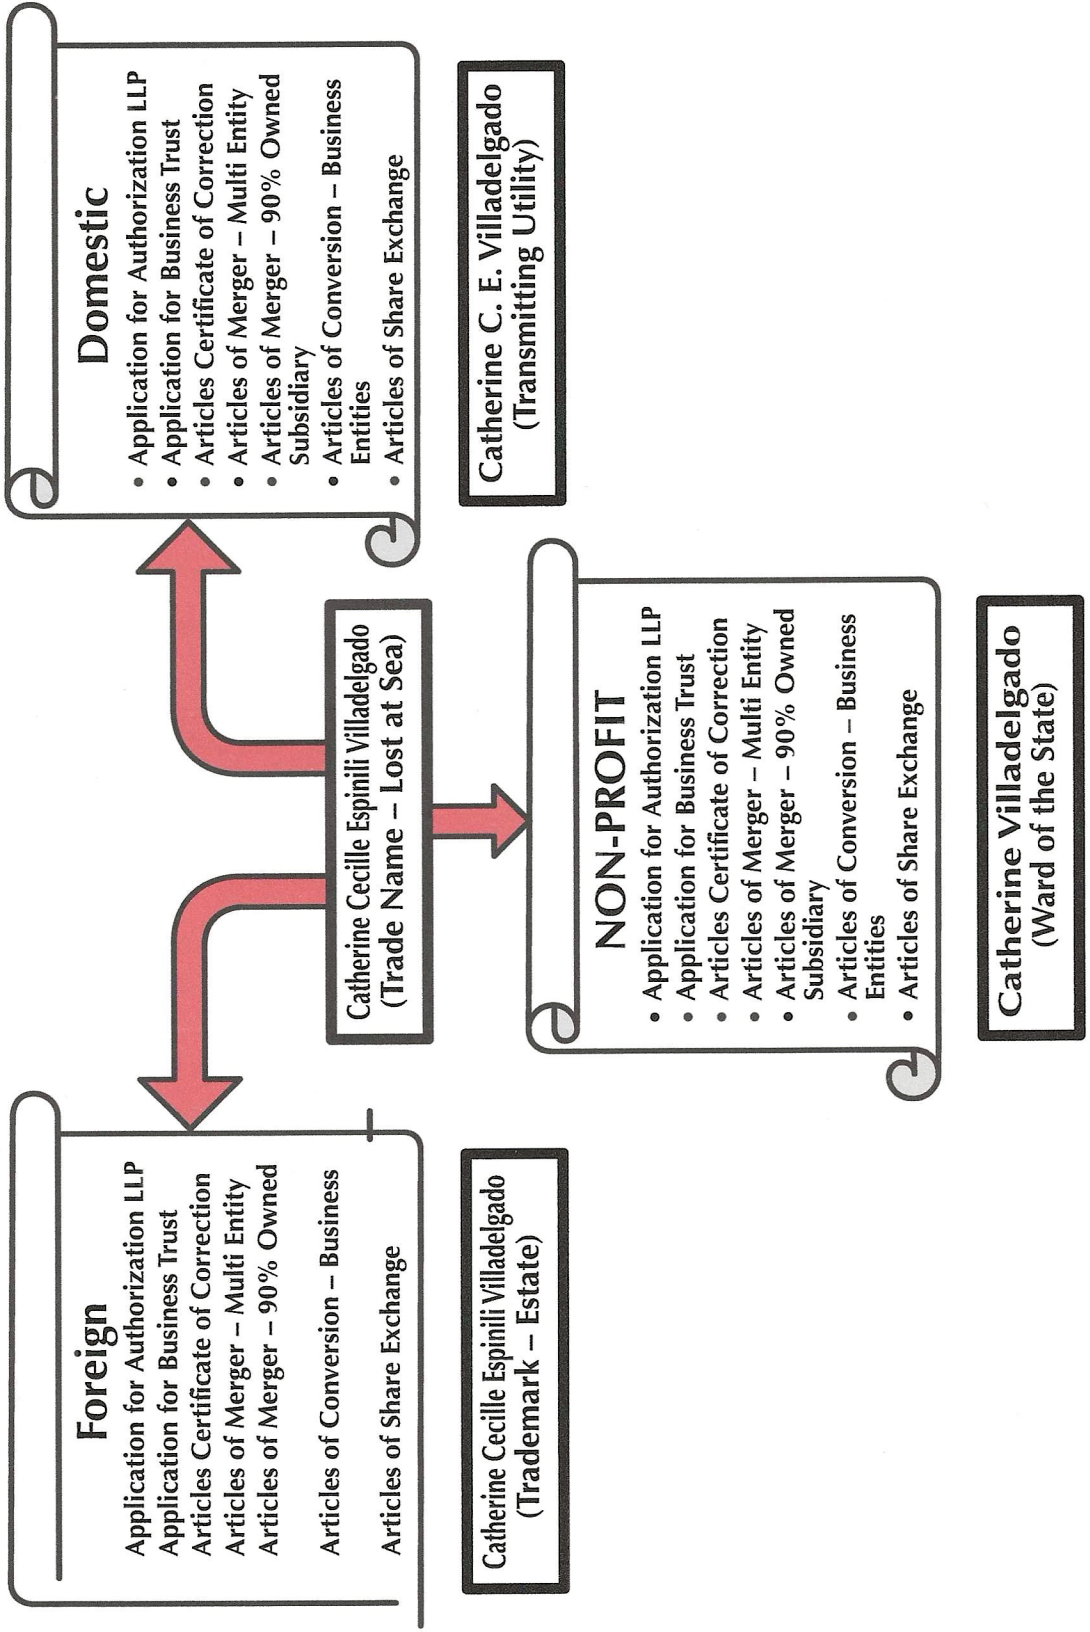 Foreign
Application for Authorization LLP
Application for Business Trust
Articles Certificate of Correction
Articles of Merger – Multi Entity
Articles of Merger – 90% Owned
Articles of Conversion – Business
Articles of Share Exchange
Catherine Cecille Espinili Villadelgado
(Trademark – Estate)
Catherine Cecille Espinili Villadelgado
(Trade Name – Lost at Sea)
NON-PROFIT
• Application for Authorization LLP
• Application for Business Trust
• Articles Certificate of Correction
• Articles of Merger – Multi Entity
• Articles of Merger – 90% Owned
Subsidiary
• Articles of Conversion – Business
Entities
• Articles of Share Exchange
Catherine Villadelgado
(Ward of the State)
Domestic
• Application for Authorization LLP
• Application for Business Trust
• Articles Certificate of Correction
• Articles of Merger – Multi Entity
• Articles of Merger – 90% Owned
Subsidiary
• Articles of Conversion – Business
Entities
• Articles of Share Exchange
Catherine C. E. Villadelgado
(Transmitting Utility)